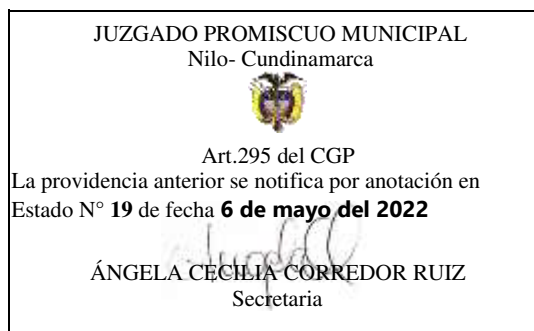 JUZGADO PROMISCUO MUNICIPAL
Nilo- Cundinamarca
Art.295 del CGP
La providencia anterior se notifica por anotación en
Estado N° 19 de fecha 6 de mayo del 2022
ÁNGELA CECILIA CORREDOR RUIZ
Secretaria